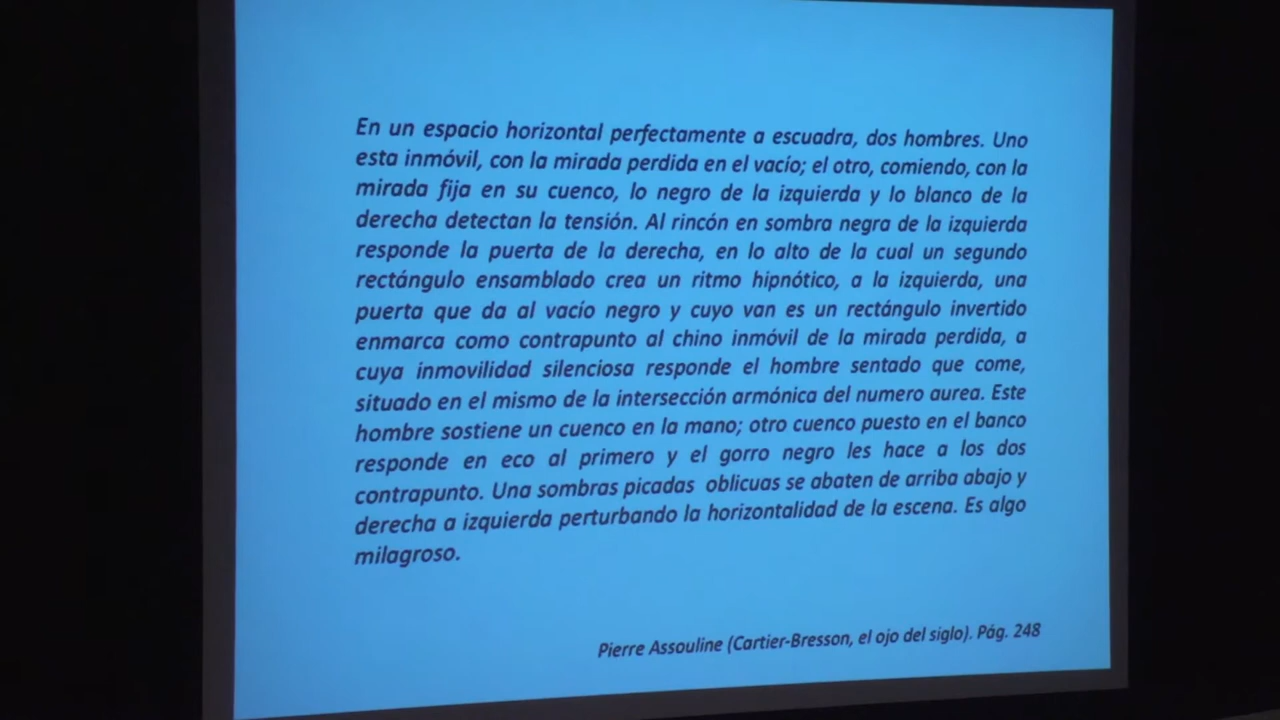 En un espacio horizontal perfectamente a escuadra, dos hombres. Uno
esta inmóvil, con la mirada perdida en el vacío; el otro, comiendo, con la
mirada fija en su cuenco, lo negro de la izquierda y lo blanco de la
derecha detectan la tensión. Al rincón en sombra negra de la izquierda
responde la puerta de la derecha, en lo alto de la cual un segundo
rectángulo ensamblado crea un ritmo hipnótico, a la izquierda, una
puerta que da al vacío negro y cuyo van es un rectángulo invertido
enmarca como contrapunto al chino inmóvil de la mirada perdida, a
cuya inmovilidad silenciosa responde el hombre sentado que come,
situado en el mismo de la intersección armónica del numero aurea. Este
hombre sostiene un cuenco en la mano; otro cuenco puesto en el banco
responde en eco al primero y el gorro negro les hace a los dos
contrapunto. Una sombras picadas oblicuas se abaten de arriba abajo y
derecha a izquierda perturbando la horizontalidad de la escena. Es algo
milagroso.
Pierre Assouline (Cartier-Bresson, el ojo del siglo). Pág. 248